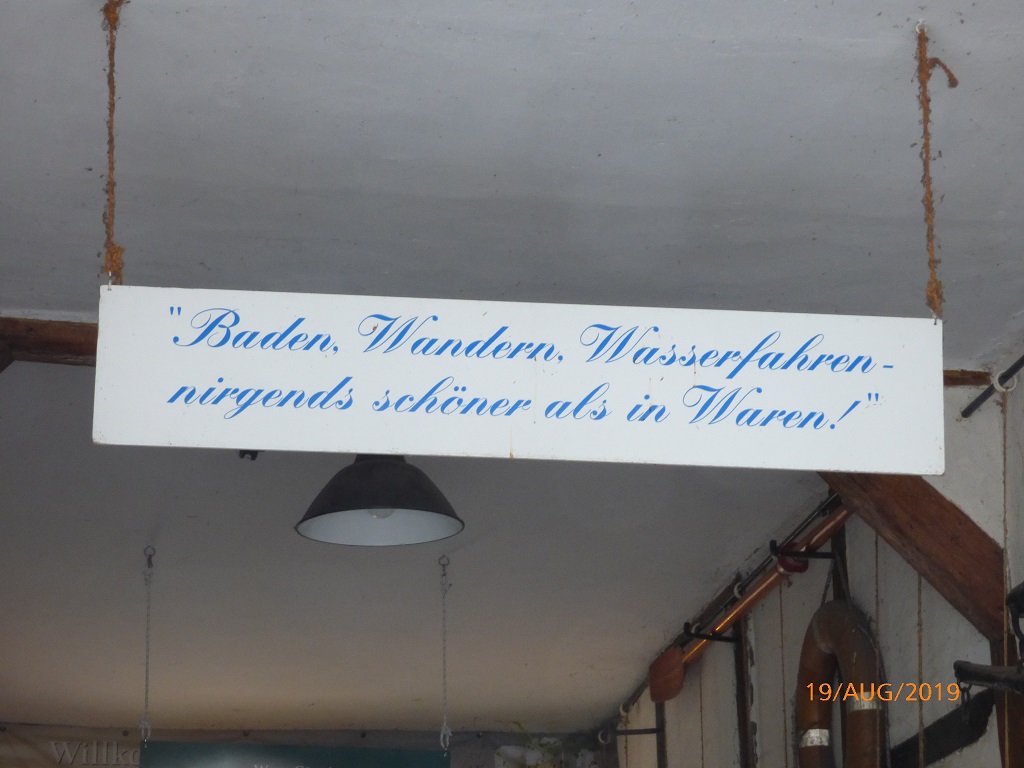 "Baden, Wandern, Wasserfahren -
nirgends schöner als in Waren!"
19/AUG/2019